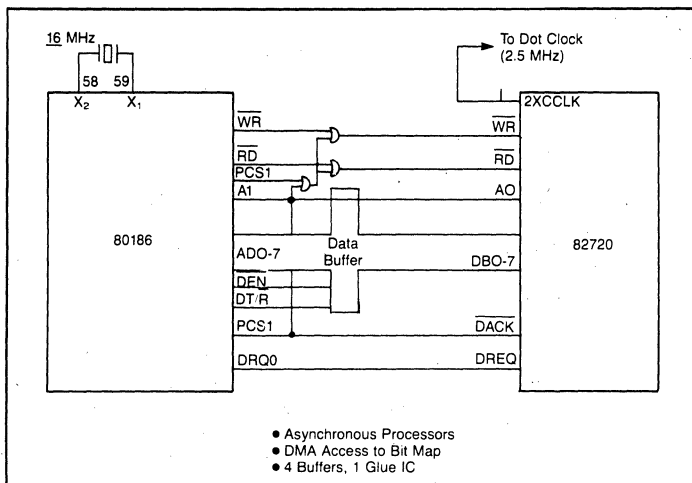 16 MHz
58 59
X2 X1
To Dot Clock
(2.5 MHz)
2XCCLK
WR
WR
RD
RD
PCS1
A1
AO
80186
82720
ADO-7
Data
Buffer
DBO-7
DEN
DT/R
PCS1
DACK
DRQ0
DREQ
● Asynchronous Processors
● DMA Access to Bit Map
● 4 Buffers, 1 Glue IC